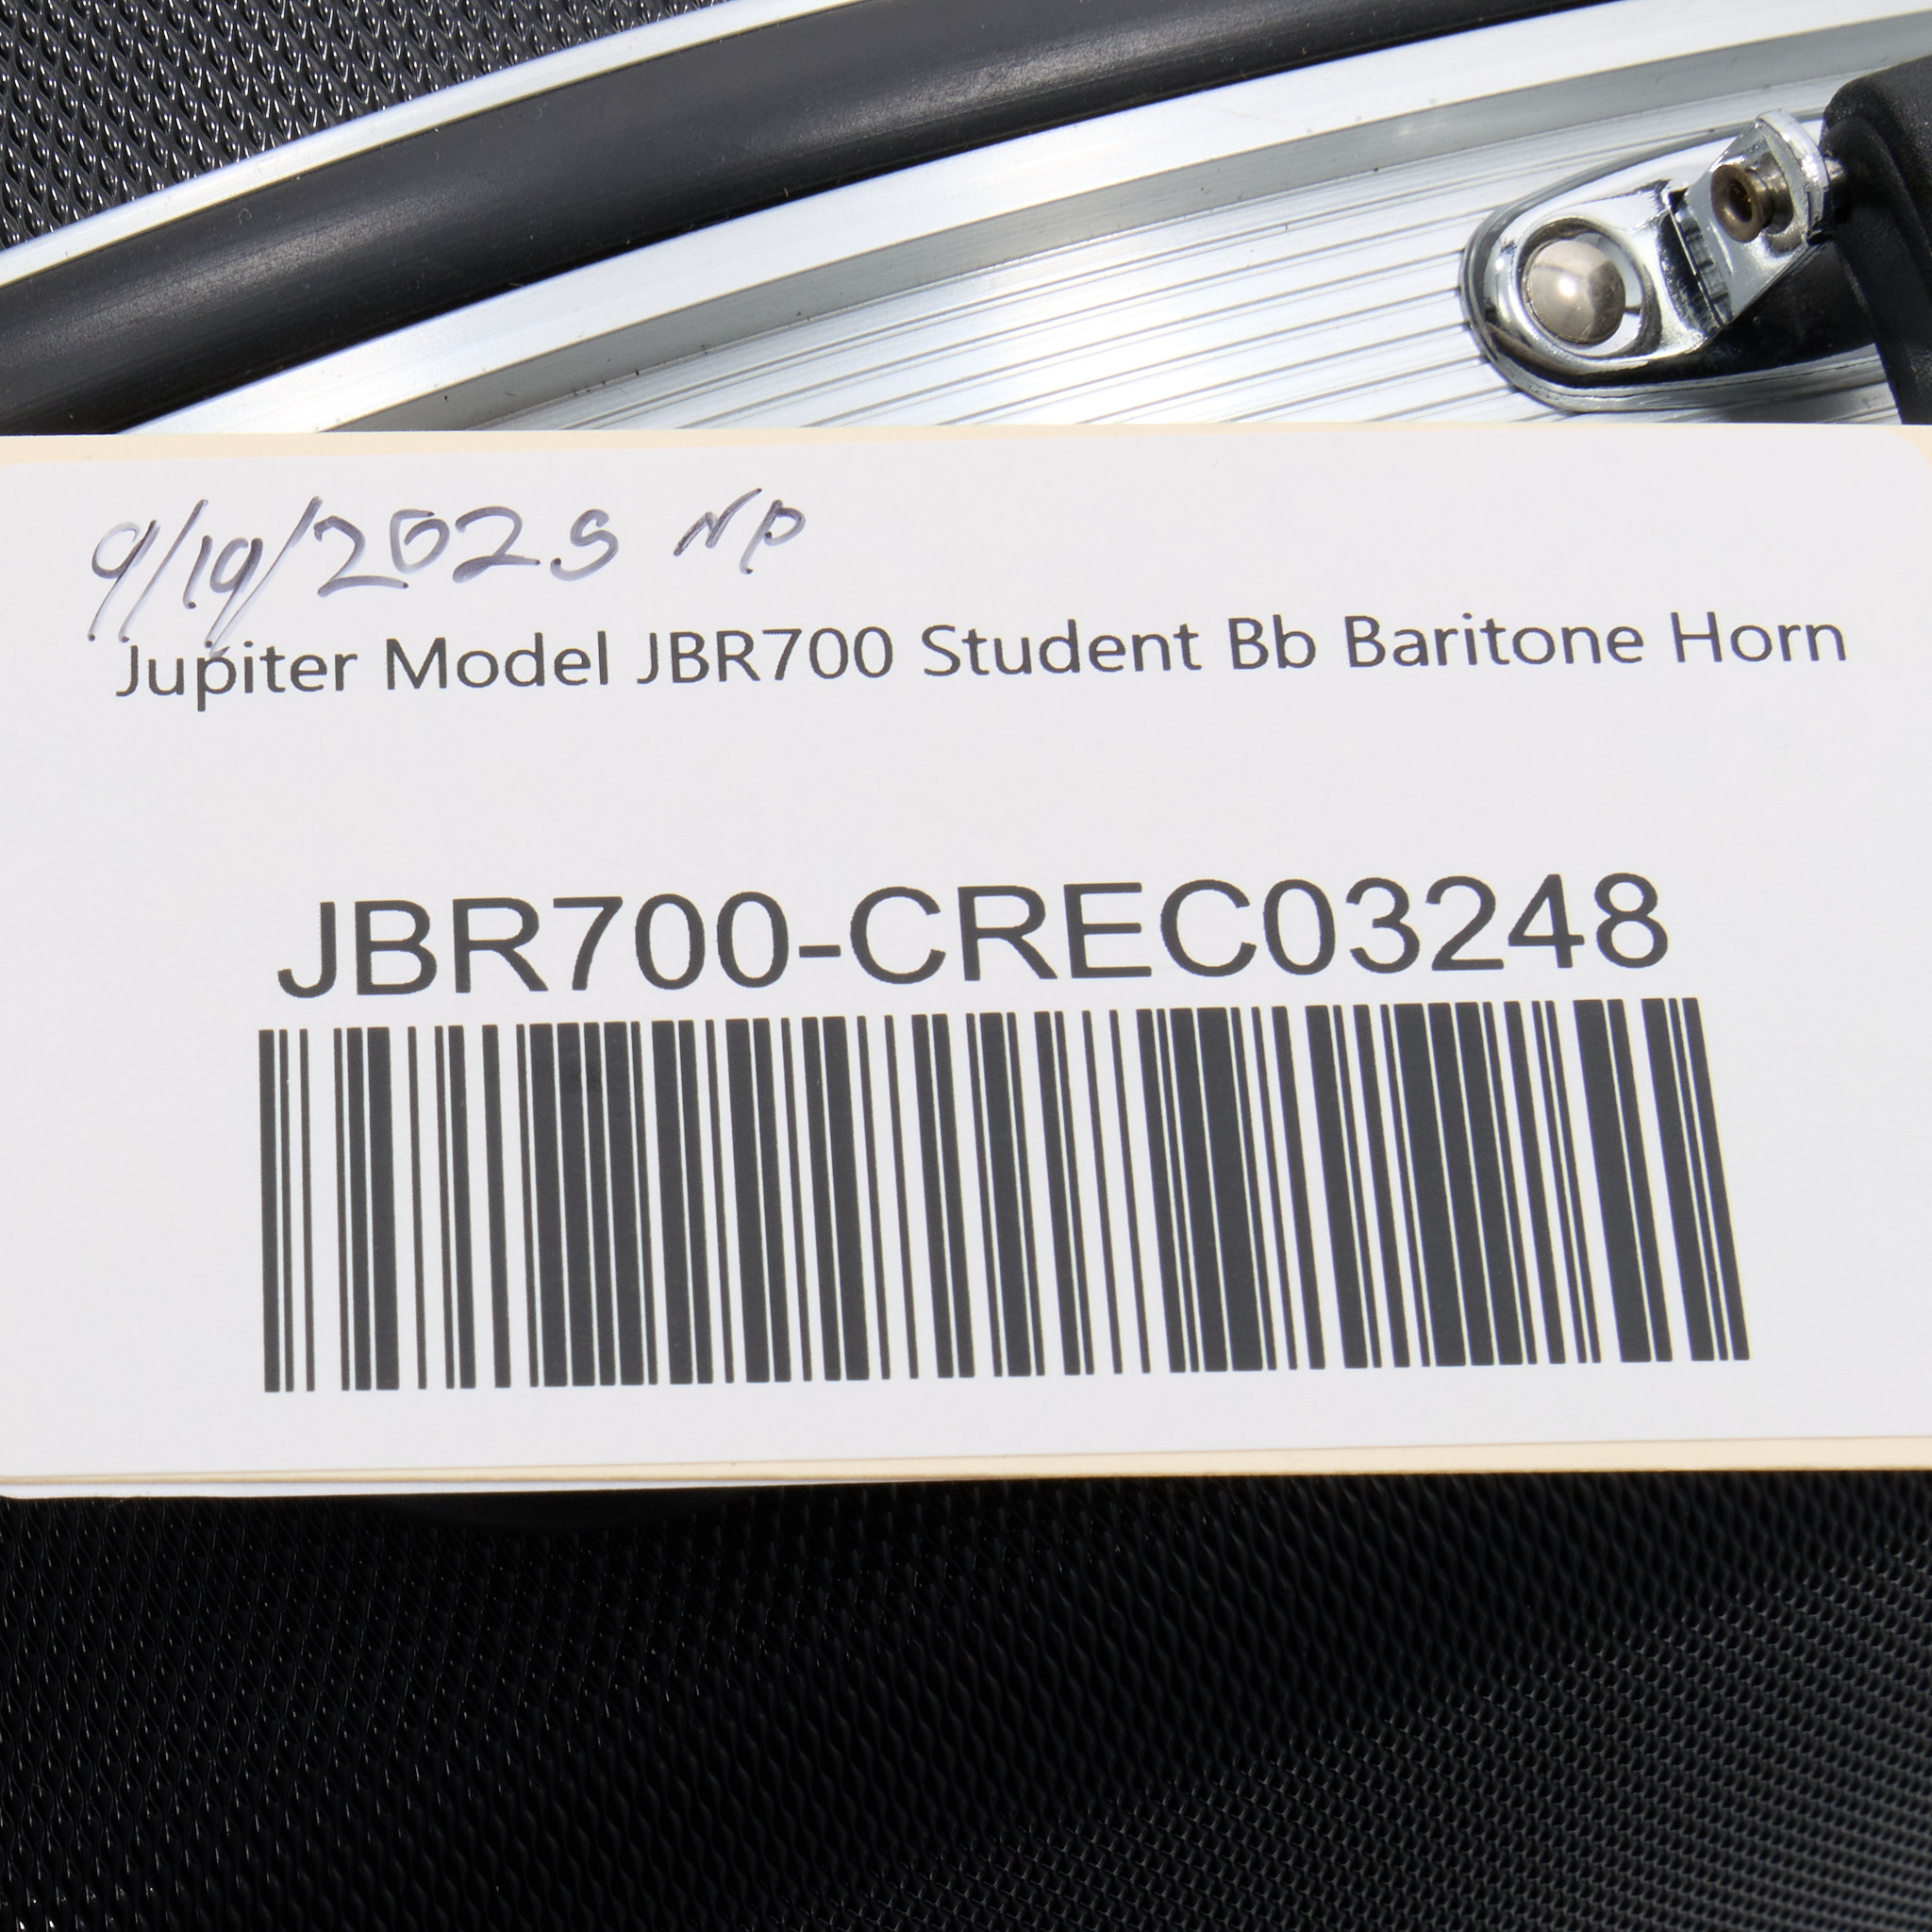 9/19/2025 NP
Jupiter Model JBR700 Student Bb Baritone Horn
JBR700-CREC03248